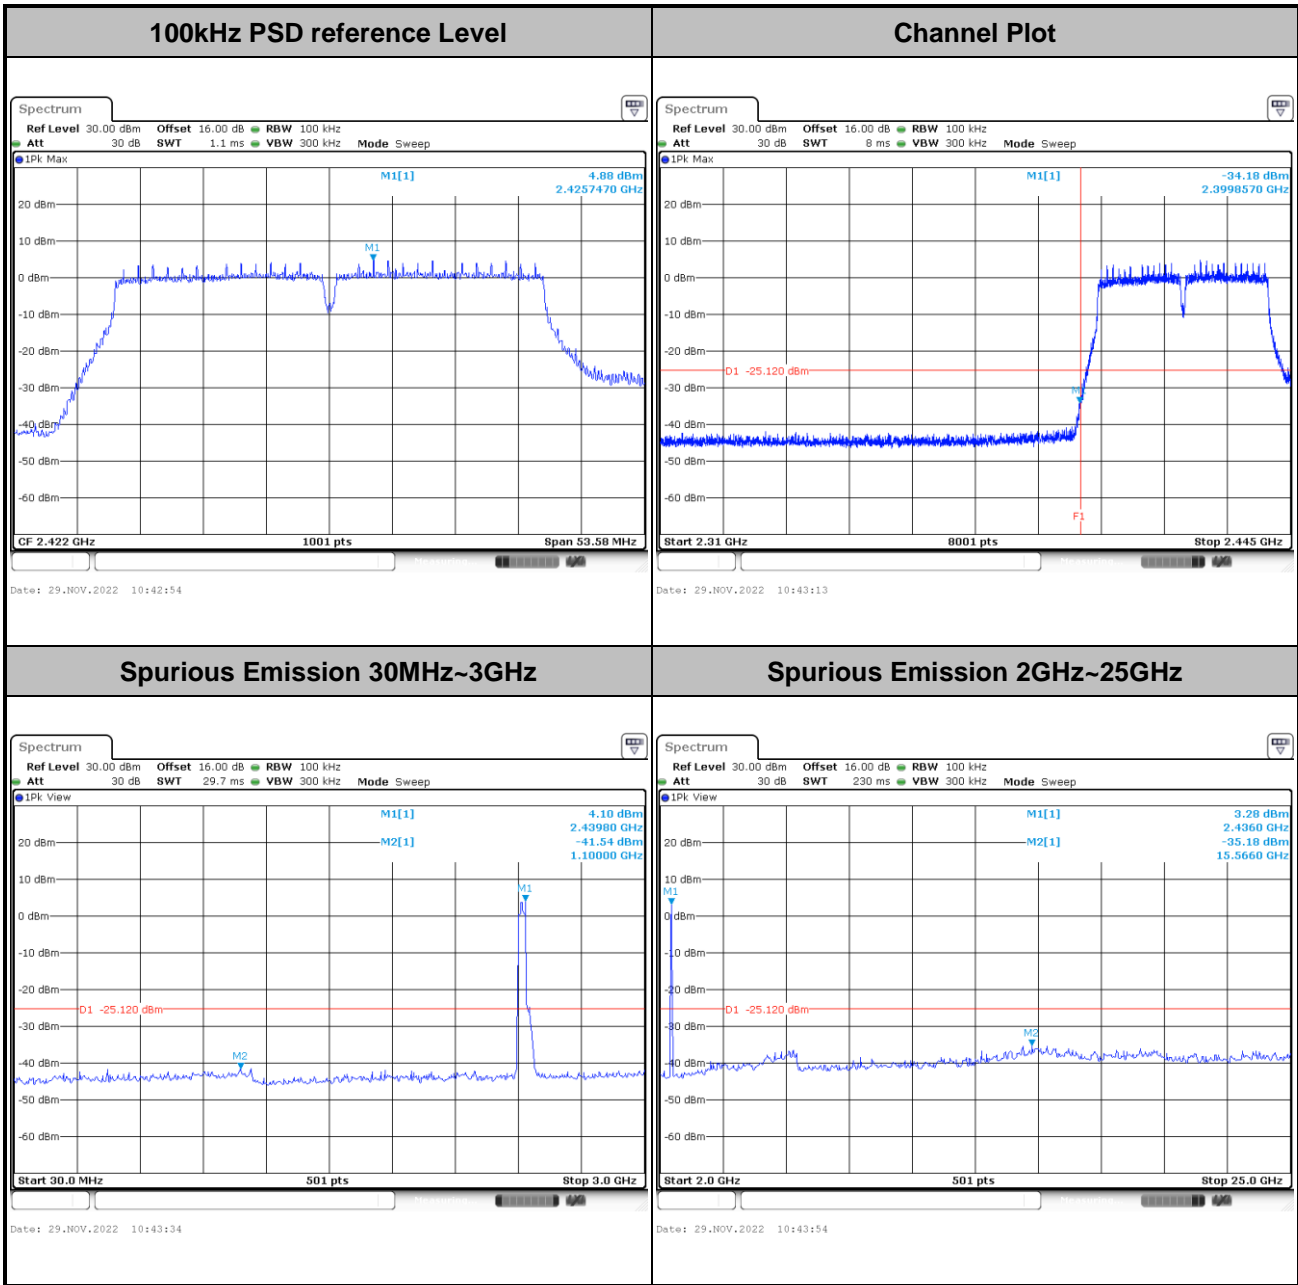 100kHz PSD reference Level
Channel Plot
Spectrum
Ref Level 30.00 dBm Offset 16.00 dB RBW 100 kHz
Att 30 dB SWT 1.1 ms VBW 300 kHz Mode Sweep
1Pk Max
M1[1] 4.88 dBm
2.4257470 GHz
20 dBm
10 dBm
M1
0 dBm
-10 dBm
-20 dBm
-30 dBm
-40 dBm
-50 dBm
-60 dBm
CF 2.422 GHz 1001 pts Span 53.58 MHz
Measuring...
Date: 29.NOV.2022 10:42:54
Spectrum
Ref Level 30.00 dBm Offset 16.00 dB RBW 100 kHz
Att 30 dB SWT 8 ms VBW 300 kHz Mode Sweep
1Pk Max
M1[1] -34.18 dBm
2.3998570 GHz
20 dBm
10 dBm
0 dBm
-10 dBm
-20 dBm
D1 -25.120 dBm
-30 dBm
-40 dBm
-50 dBm
-60 dBm
F1
Start 2.31 GHz 8001 pts Stop 2.445 GHz
Measuring...
Date: 29.NOV.2022 10:43:13
Spurious Emission 30MHz~3GHz
Spurious Emission 2GHz~25GHz
Spectrum
Ref Level 30.00 dBm Offset 16.00 dB RBW 100 kHz
Att 30 dB SWT 29.7 ms VBW 300 kHz Mode Sweep
1Pk View
M1[1] 4.10 dBm
2.43980 GHz
20 dBm M2[1] -41.54 dBm
1.10000 GHz
10 dBm
M1
0 dBm
-10 dBm
-20 dBm
D1 -25.120 dBm
-30 dBm
-40 dBm
M2
-50 dBm
-60 dBm
Start 30.0 MHz 501 pts Stop 3.0 GHz
Date: 29.NOV.2022 10:43:34
Spectrum
Ref Level 30.00 dBm Offset 16.00 dB RBW 100 kHz
Att 30 dB SWT 230 ms VBW 300 kHz Mode Sweep
1Pk View
M1[1] 3.28 dBm
2.4360 GHz
20 dBm M2[1] -35.18 dBm
15.5660 GHz
10 dBm
M1
0 dBm
-10 dBm
-20 dBm
D1 -25.120 dBm
-30 dBm
M2
-40 dBm
-50 dBm
-60 dBm
Start 2.0 GHz 501 pts Stop 25.0 GHz
Date: 29.NOV.2022 10:43:54